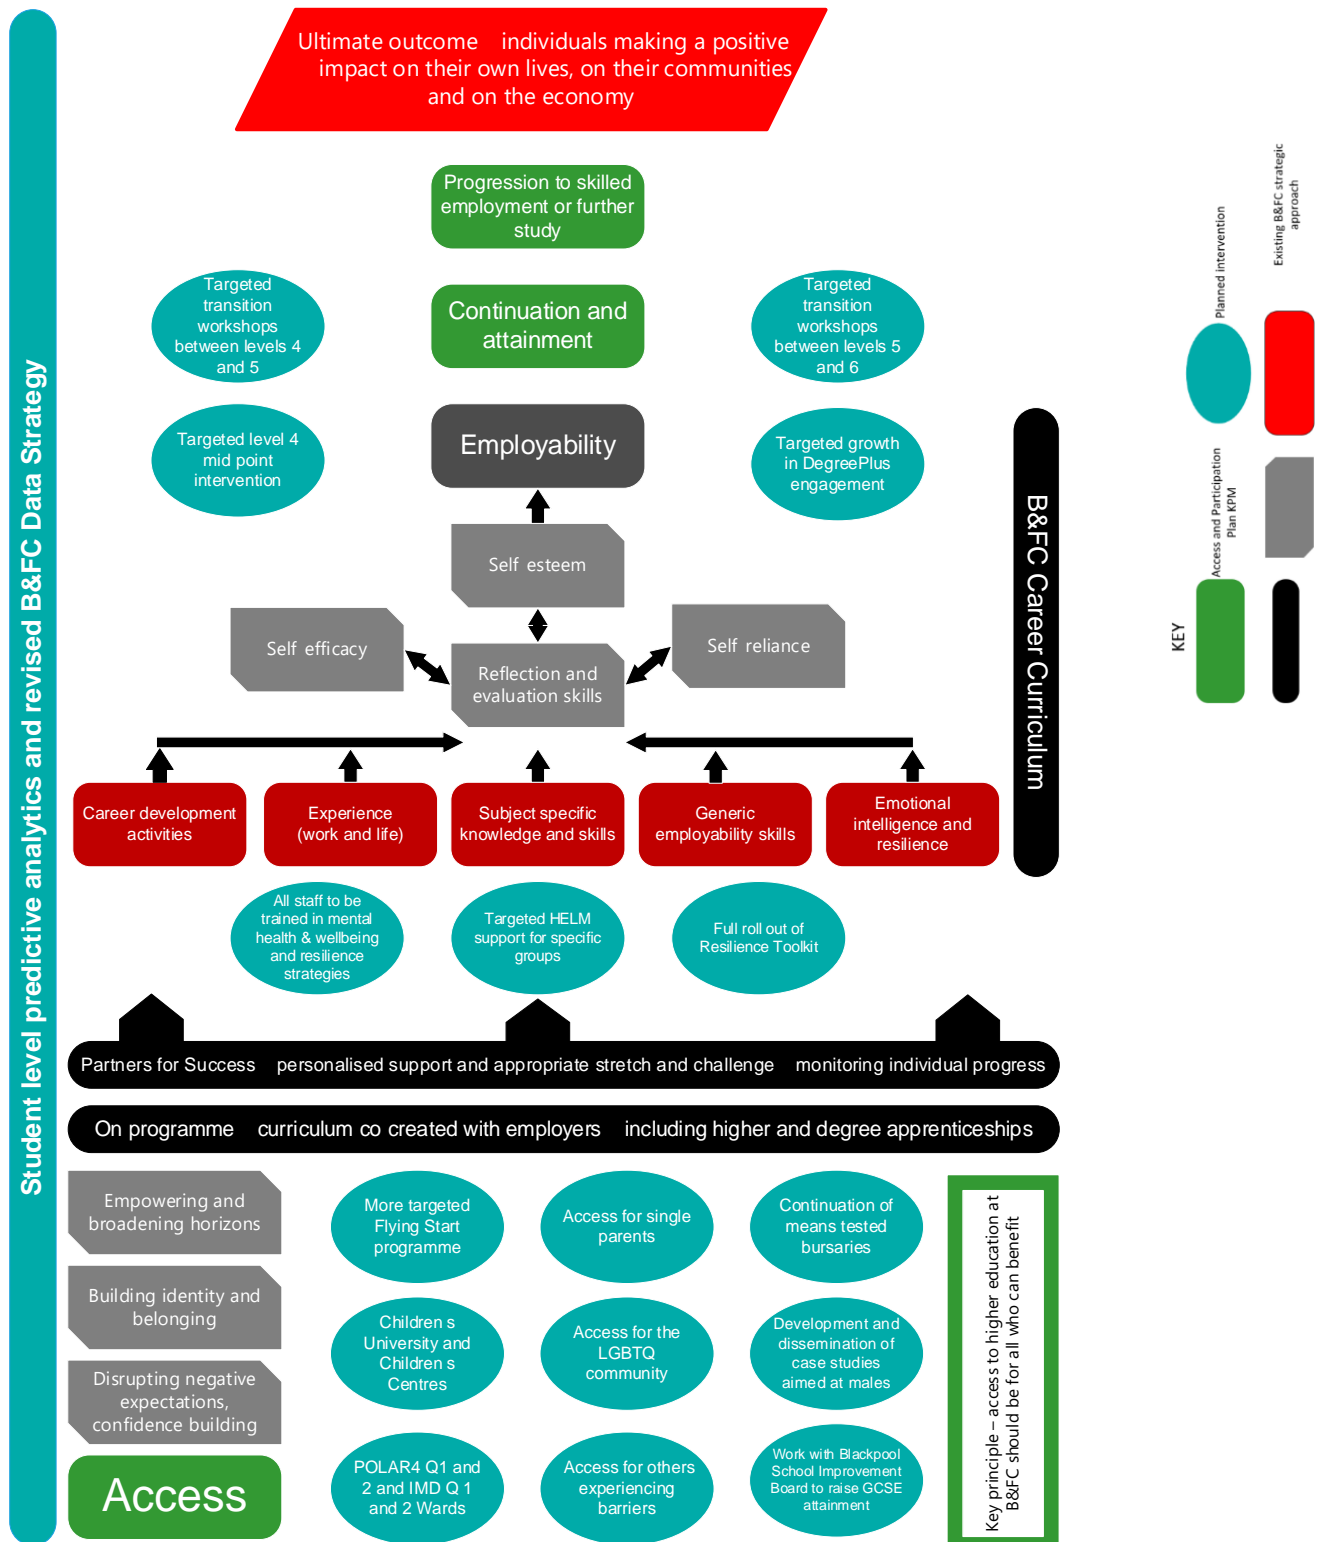 Student level predictive analytics and revised B&FC Data Strategy
Ultimate outcome individuals making a positive
impact on their own lives, on their communities
and on the economy
Progression to skilled
employment or further
study
Targeted
transition
workshops
between levels 4
and 5
Continuation and
attainment
Targeted
transition
workshops
between levels 5
and 6
Targeted level 4
mid point
intervention
Employability
Targeted growth
in DegreePlus
engagement
Self esteem
Self efficacy
Reflection and
evaluation skills
Self reliance
B&FC Career Curriculum
Career development
activities
Experience
(work and life)
Subject specific
knowledge and skills
Generic
employability skills
Emotional
intelligence and
resilience
All staff to be
trained in mental
health & wellbeing
and resilience
strategies
Targeted HELM
support for specific
groups
Full roll out of
Resilience Toolkit
Partners for Success personalised support and appropriate stretch and challenge monitoring individual progress
On programme curriculum co created with employers including higher and degree apprenticeships
Empowering and
broadening horizons
Building identity and
belonging
Disrupting negative
expectations,
confidence building
Access
More targeted
Flying Start
programme
Access for single
parents
Continuation of
means tested
bursaries
Children s
University and
Children s
Centres
Access for the
LGBTQ
community
Development and
dissemination of
case studies
aimed at males
POLAR4 Q1 and
2 and IMD Q 1
and 2 Wards
Access for others
experiencing
barriers
Work with Blackpool
School Improvement
Board to raise GCSE
attainment
Key principle – access to higher education at
B&FC should be for all who can benefit
KEY
Access and Participation
Plan KPM
Planned intervention
Existing B&FC strategic
approach